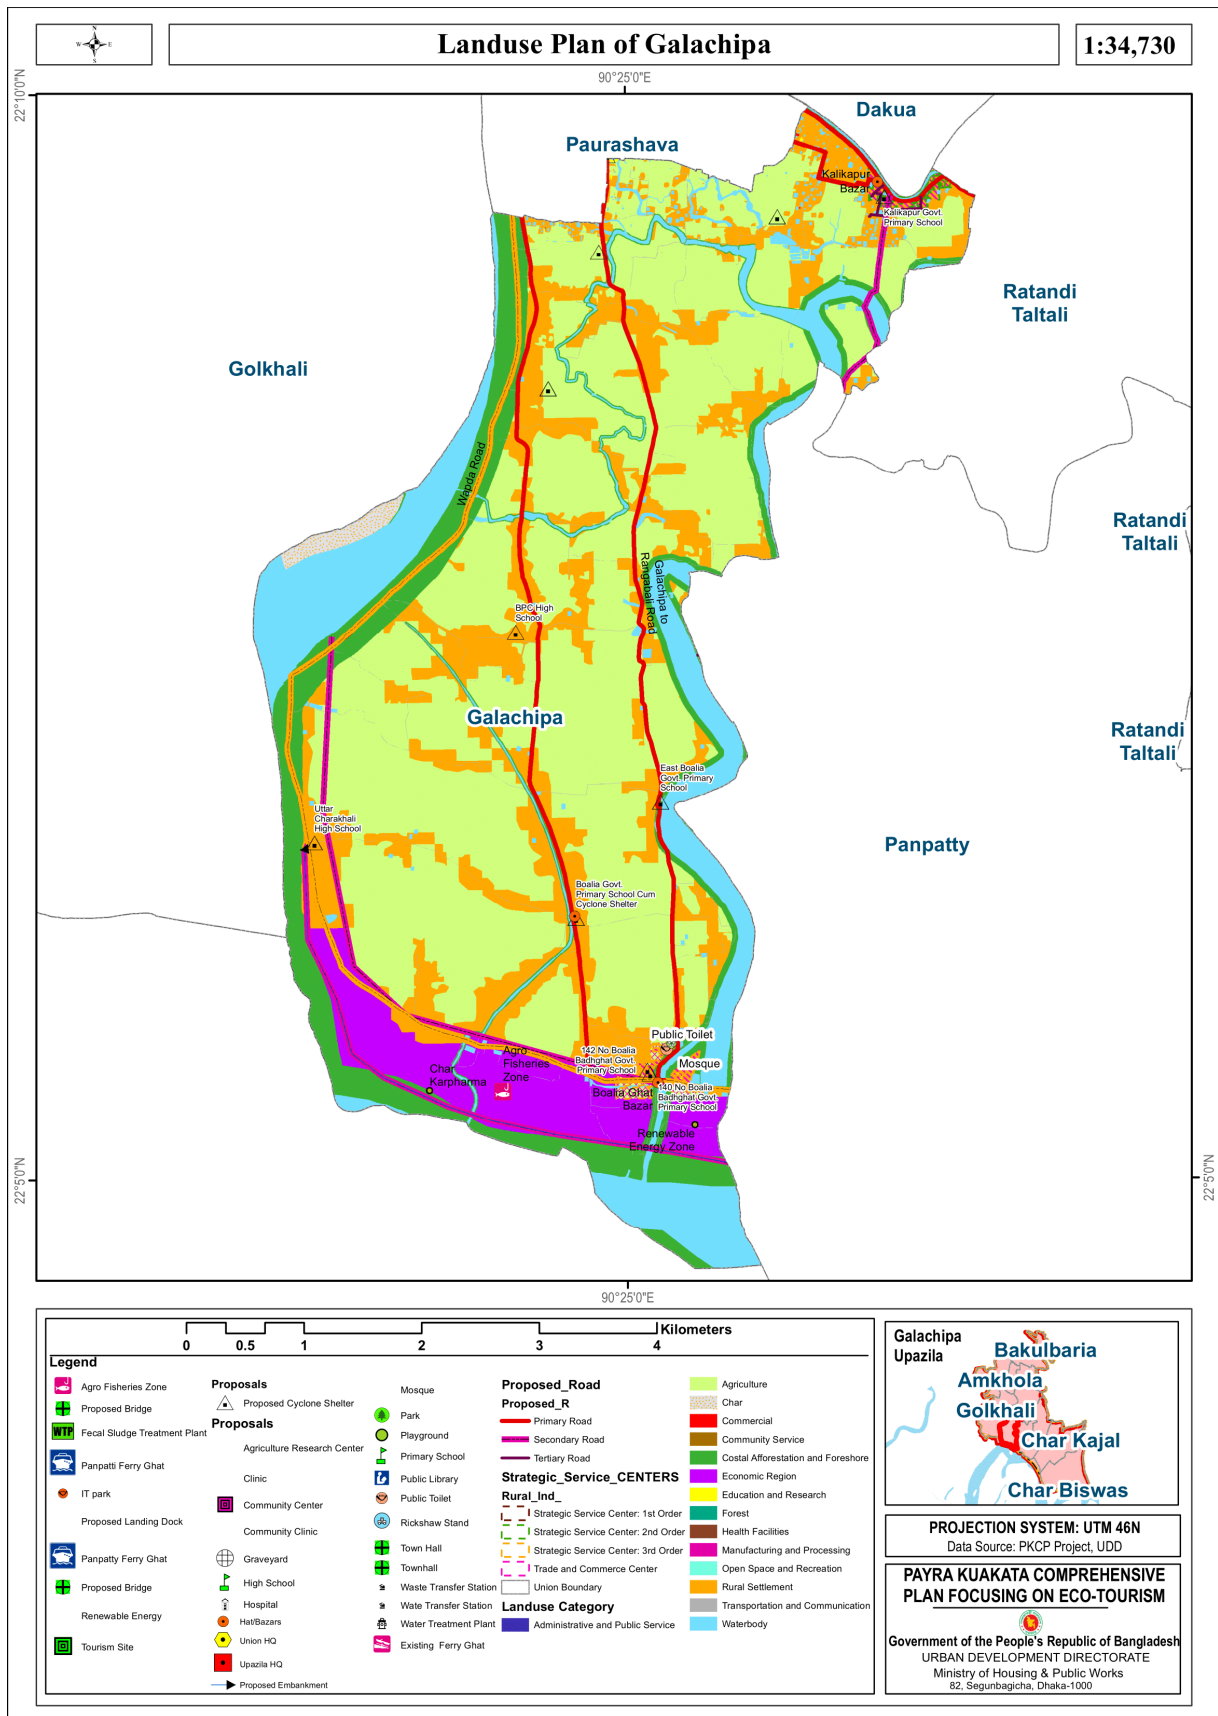 N
W E
S
Landuse Plan of Galachipa
1:34,730
90°25'0"E
22°10'0"N
Dakua
Paurashava
Kalikapur
Bazar
Kalikapur Govt.
Primary School
Ratandi
Taltali
Golkhali
Wapda Road
Ratandi
Taltali
Galachipa to
Rangabali Road
BPC High
School
Galachipa
Ratandi
Taltali
East Boalia
Govt. Primary
School
Uttar
Charakhali
High School
Panpatty
Boalia Govt.
Primary School Cum
Cyclone Shelter
Public Toilet
142 No Boalia
Badhghat Govt.
Primary School
Mosque
Agro
Fisheries
Zone
Char
Karpharma
Boalia Ghat
Bazar
140 No Boalia
Badhghat Govt.
Primary School
Renewable
Energy Zone
22°5'0"N
22°5'0"N
90°25'0"E
Kilometers
0 0.5 1 2 3 4
Legend
Agro Fisheries Zone
Proposed Bridge
WTP Fecal Sludge Treatment Plant
Panpatti Ferry Ghat
IT park
Proposed Landing Dock
Panpatty Ferry Ghat
Proposed Bridge
Renewable Energy
Tourism Site
Proposals
Proposed Cyclone Shelter
Proposals
Agriculture Research Center
Clinic
Community Center
Community Clinic
Graveyard
High School
Hospital
Hat/Bazars
Union HQ
Upazila HQ
Proposed Embankment
Mosque
Park
Playground
Primary School
Public Library
Public Toilet
Rickshaw Stand
Town Hall
Townhall
Waste Transfer Station
Wate Transfer Station
Water Treatment Plant
Existing Ferry Ghat
Proposed_Road
Proposed_R
Primary Road
Secondary Road
Tertiary Road
Strategic_Service_CENTERS
Rural_Ind_
Strategic Service Center: 1st Order
Strategic Service Center: 2nd Order
Strategic Service Center: 3rd Order
Trade and Commerce Center
Union Boundary
Landuse Category
Administrative and Public Service
Agriculture
Char
Commercial
Community Service
Costal Afforestation and Foreshore
Economic Region
Education and Research
Forest
Health Facilities
Manufacturing and Processing
Open Space and Recreation
Rural Settlement
Transportation and Communication
Waterbody
Galachipa
Upazila
Bakulbaria
Amkhola
Golkhali
Char Kajal
Char Biswas
PROJECTION SYSTEM: UTM 46N
Data Source: PKCP Project, UDD
PAYRA KUAKATA COMPREHENSIVE
PLAN FOCUSING ON ECO-TOURISM
Government of the People's Republic of Bangladesh
URBAN DEVELOPMENT DIRECTORATE
Ministry of Housing & Public Works
82, Segunbagicha, Dhaka-1000